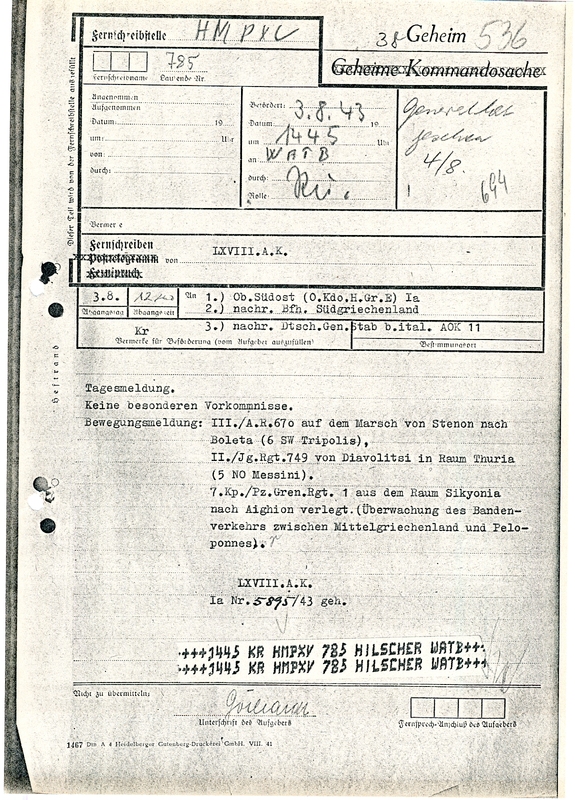 Fernschreibstelle HMPXV
38 Geheim 536
Geheime Kommandosache
785
Fernschreibname Laufende Nr.
Dieser Teil wird von der Fernschreibstelle ausgefüllt
Angenommen
Aufgenommen
Datum: 19
um: Uhr
von:
durch:
Befördert:
Datum: 3.8.43 19
um 1445 Uhr
an WATB
durch:
Rolle:
gesehen
4/8.
694
Vermerke
Fernschreiben
Posttelegramm von LXVIII.A.K.
Fernspruch
3.8.
Abgangstag Abgangszeit
An 1.) Ob.Südost (O.Kdo.H.Gr.E) Ia
2.) nachr. Bfh. Südgriechenland
3.) nachr. Dtsch.Gen.Stab b.ital. AOK 11
Kr
Vermerke für Beförderung (vom Aufgeber auszufüllen) Bestimmungsort
Heftrand
Tagesmeldung.
Keine besonderen Vorkommnisse.
Bewegungsmeldung: III./A.R.67o auf dem Marsch von Stenon nach
Boleta (6 SW Tripolis),
II./Jg.Rgt.749 von Diavolitsi in Raum Thuria
(5 NO Messini).
7.Kp./Pz.Gren.Rgt. 1 aus dem Raum Sikyonia
nach Aighion verlegt.(Überwachung des Banden-
verkehrs zwischen Mittelgriechenland und Pelo-
ponnes).
LXVIII.A.K.
Ia Nr.5895/43 geh.
+++1445 KR HMPXV 785 HILSCHER WATB+++
+++1445 KR HMPXV 785 HILSCHER WATB+++
Nicht zu übermitteln:
Unterschrift des Aufgebers
Fernsprech-Anschluß des Aufgebers
1467 Din A 4 Heidelberger Gutenberg-Druckerei GmbH. VIII. 41